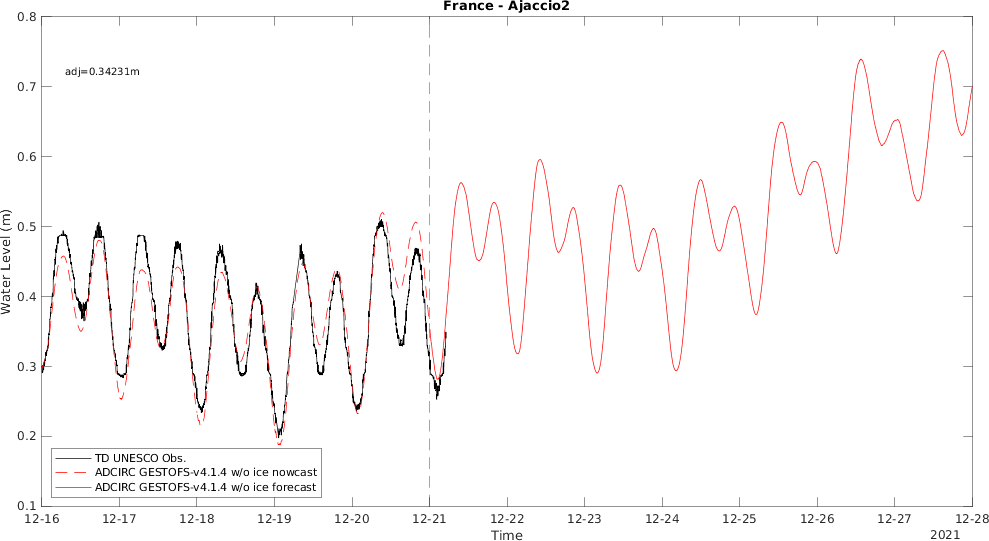 France - Ajaccio2
0.8
0.7
0.6
0.5
0.4
0.3
0.2
0.1
Water Level (m)
adj=0.34231m
TD UNESCO Obs.
ADCIRC GESTOFS-v4.1.4 w/o ice nowcast
ADCIRC GESTOFS-v4.1.4 w/o ice forecast
12-16 12-17 12-18 12-19 12-20 12-21 12-22 12-23 12-24 12-25 12-26 12-27 12-28
Time
2021